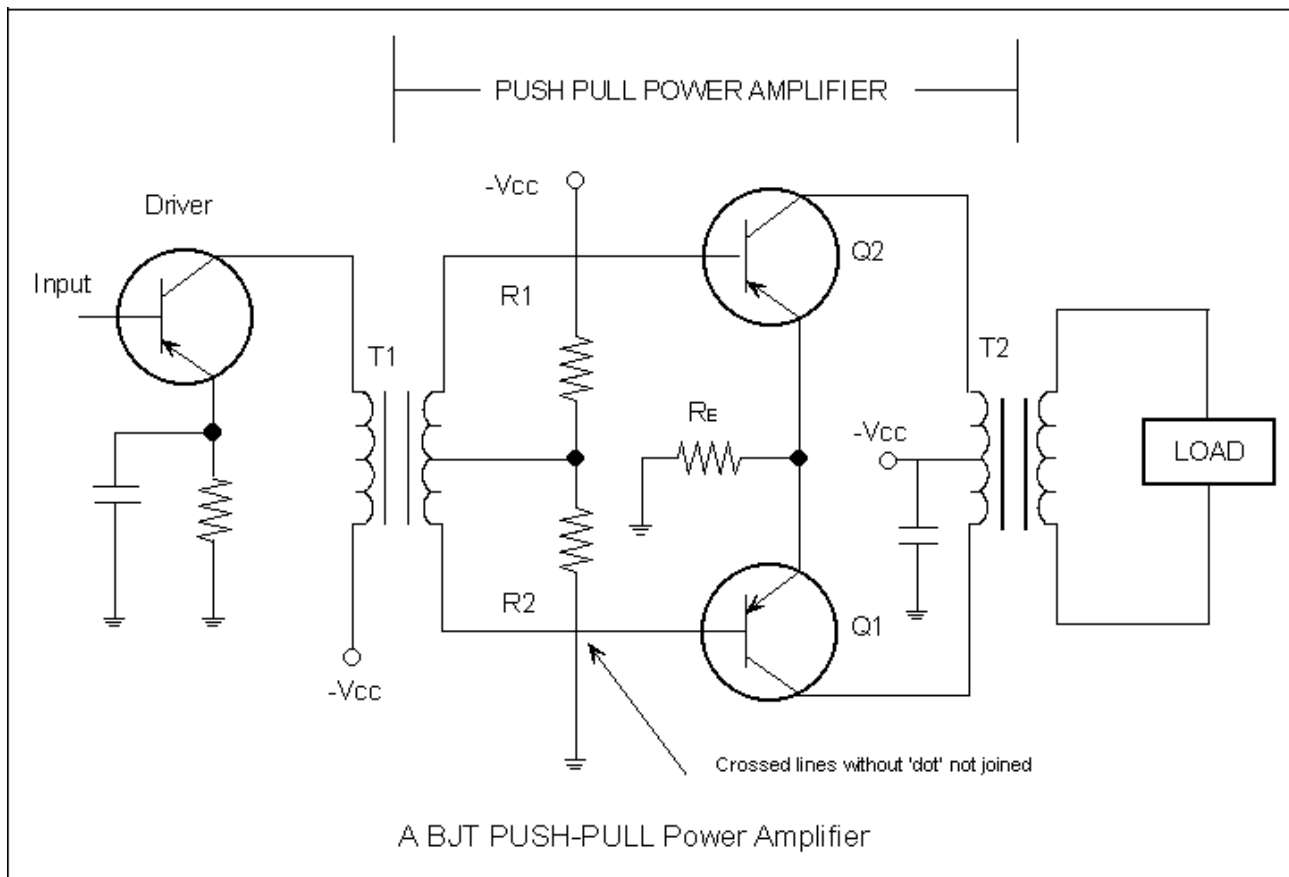 PUSH PULL POWER AMPLIFIER
-Vcc
Driver
Q2
Input
R1
T1
T2
RE
-Vcc
LOAD
R2
Q1
-Vcc
Crossed lines without 'dot' not joined
A BJT PUSH-PULL Power Amplifier